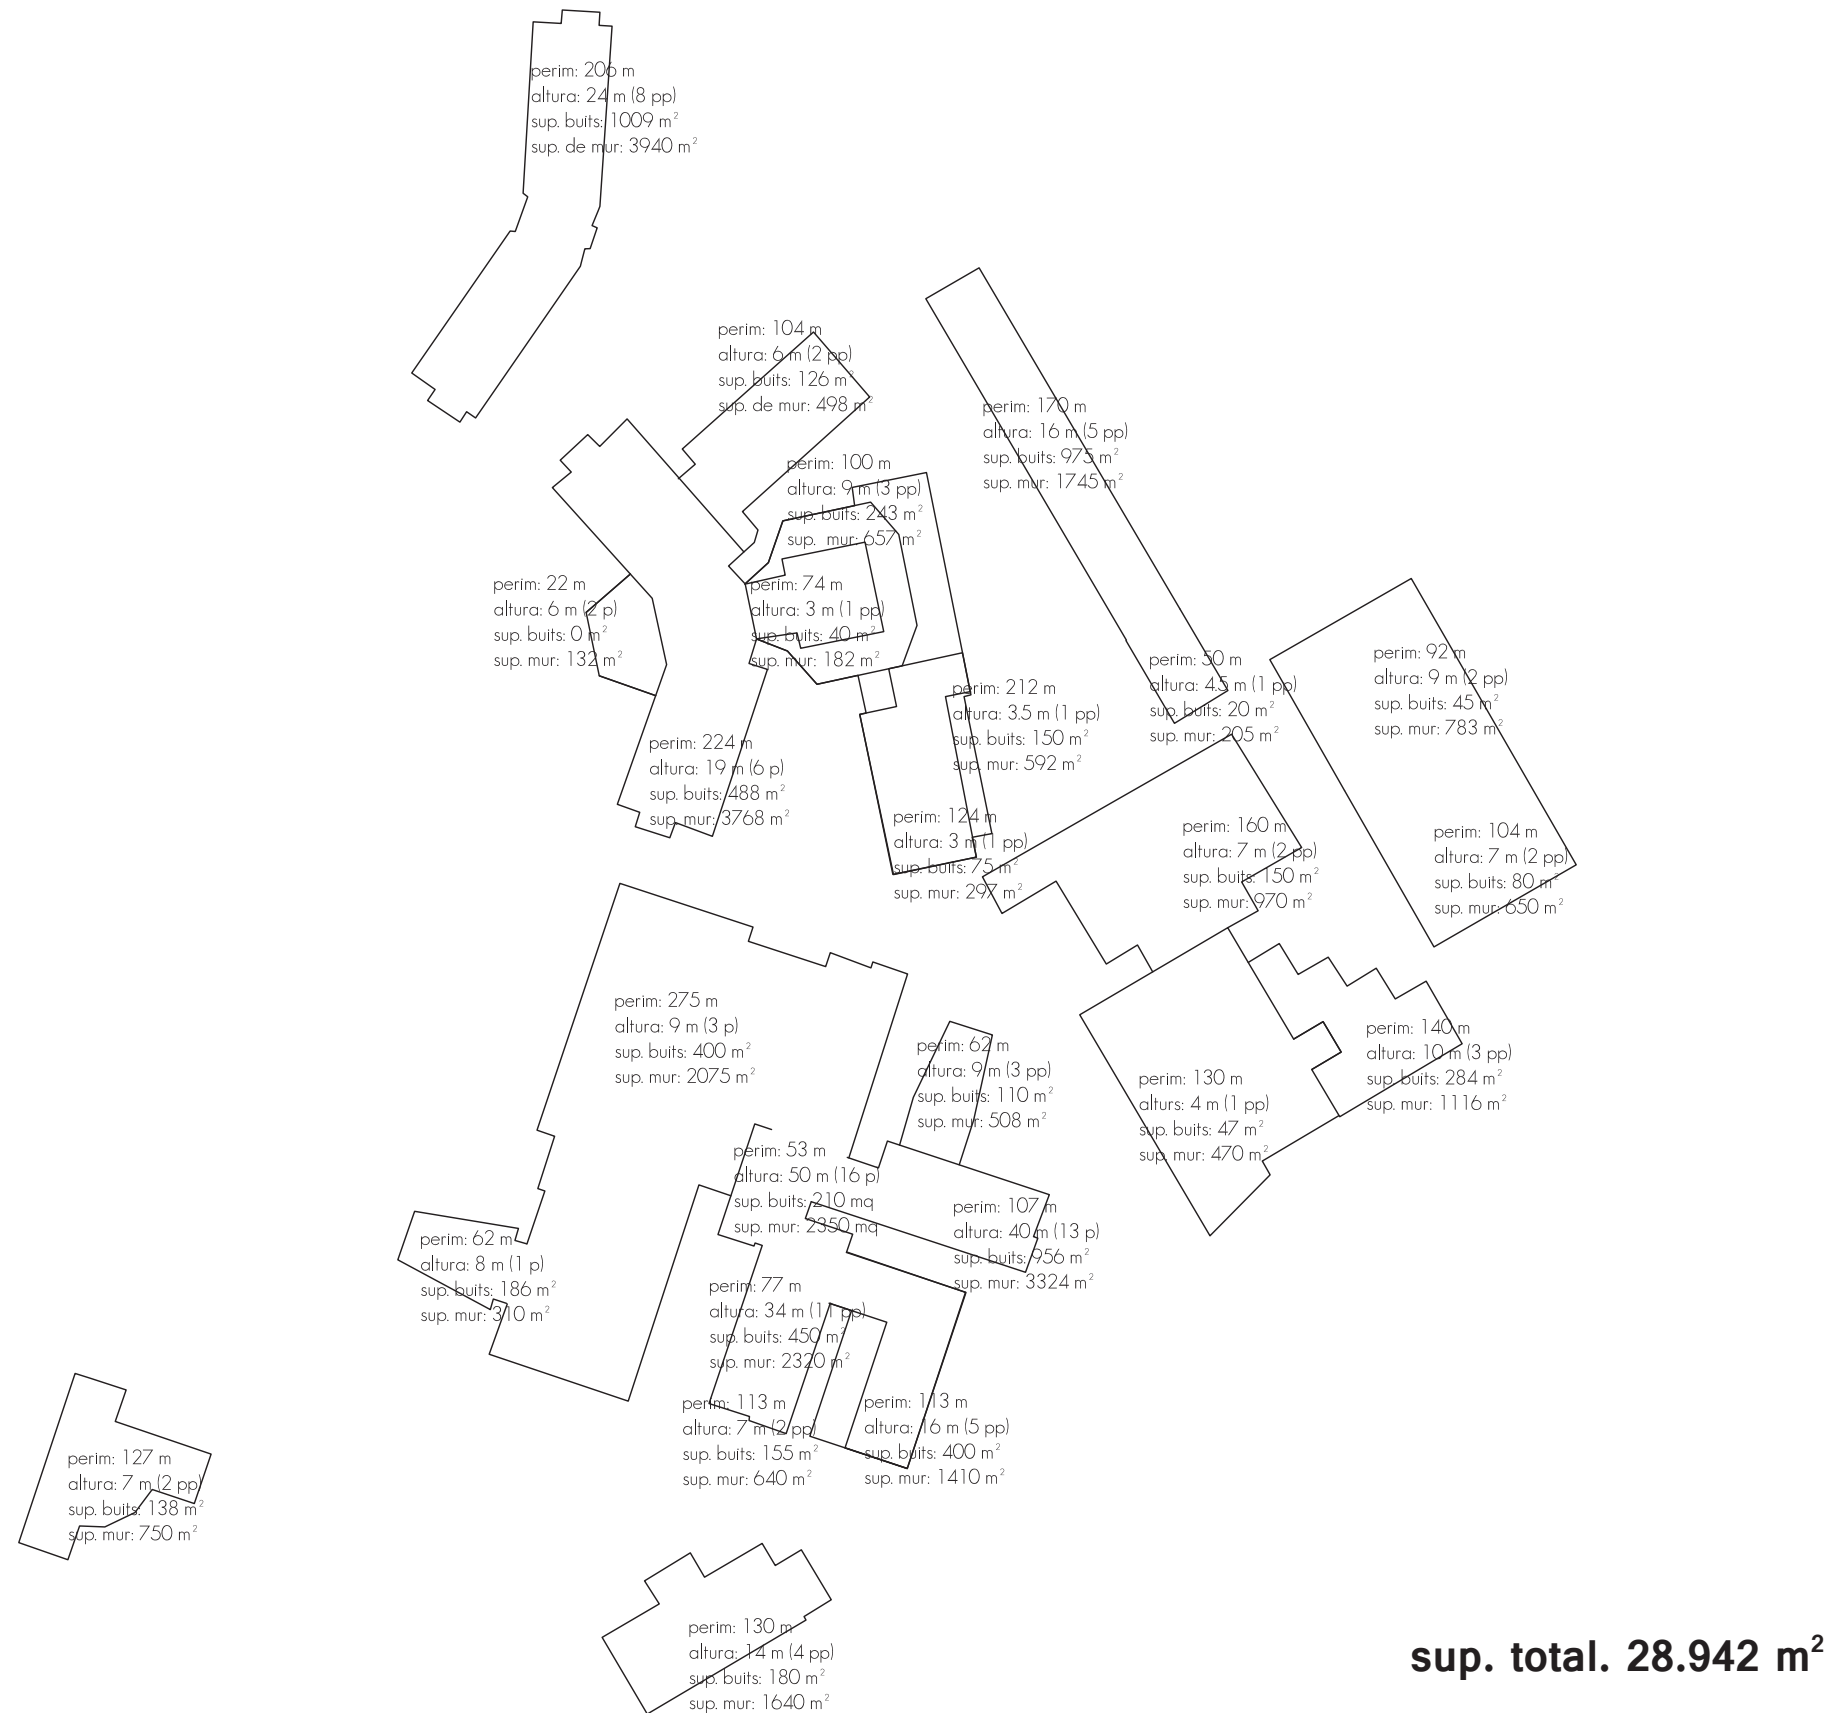 perim: 206 m
altura: 24 m (8 pp)
sup. buits: 1009 m²
sup. de mur: 3940 m²
perim: 104 m
altura: 6 m (2 pp)
sup. buits: 126 m²
sup. de mur: 498 m²
perim: 170 m
altura: 16 m (5 pp)
sup. buits: 975 m²
sup. mur: 1745 m²
perim: 100 m
altura: 9 m (3 pp)
sup. buits: 243 m²
sup. mur: 657 m²
perim: 22 m
altura: 6 m (2 p)
sup. buits: 0 m²
sup. mur: 132 m²
perim: 74 m
altura: 3 m (1 pp)
sup. buits: 40 m²
sup. mur: 182 m²
perim: 50 m
altura: 4.5 m (1 pp)
sup. buits: 20 m²
sup. mur: 205 m²
perim: 92 m
altura: 9 m (2 pp)
sup. buits: 45 m²
sup. mur: 783 m²
perim: 212 m
altura: 3.5 m (1 pp)
sup. buits: 150 m²
sup. mur: 592 m²
perim: 224 m
altura: 19 m (6 p)
sup. buits: 488 m²
sup. mur: 3768 m²
perim: 124 m
altura: 3 m (1 pp)
sup. buits: 75 m²
sup. mur: 297 m²
perim: 160 m
altura: 7 m (2 pp)
sup. buits: 150 m²
sup. mur: 970 m²
perim: 104 m
altura: 7 m (2 pp)
sup. buits: 80 m²
sup. mur: 650 m²
perim: 275 m
altura: 9 m (3 p)
sup. buits: 400 m²
sup. mur: 2075 m²
perim: 62 m
altura: 9 m (3 pp)
sup. buits: 110 m²
sup. mur: 508 m²
perim: 140 m
altura: 10 m (3 pp)
sup. buits: 284 m²
sup. mur: 1116 m²
perim: 130 m
alturs: 4 m (1 pp)
sup. buits: 47 m²
sup. mur: 470 m²
perim: 53 m
altura: 50 m (16 p)
sup. buits: 210 mq
sup. mur: 2350 mq
perim: 107 m
altura: 40 m (13 p)
sup. buits: 956 m²
sup. mur: 3324 m²
perim: 62 m
altura: 8 m (1 p)
sup. buits: 186 m²
sup. mur: 310 m²
perim: 77 m
altura: 34 m (11 pp)
sup. buits: 450 m²
sup. mur: 2320 m²
perim: 113 m
altura: 7 m (2 pp)
sup. buits: 155 m²
sup. mur: 640 m²
perim: 113 m
altura: 16 m (5 pp)
sup. buits: 400 m²
sup. mur: 1410 m²
perim: 127 m
altura: 7 m (2 pp)
sup. buits: 138 m²
sup. mur: 750 m²
perim: 130 m
altura: 14 m (4 pp)
sup. buits: 180 m²
sup. mur: 1640 m²
sup. total. 28.942 m²